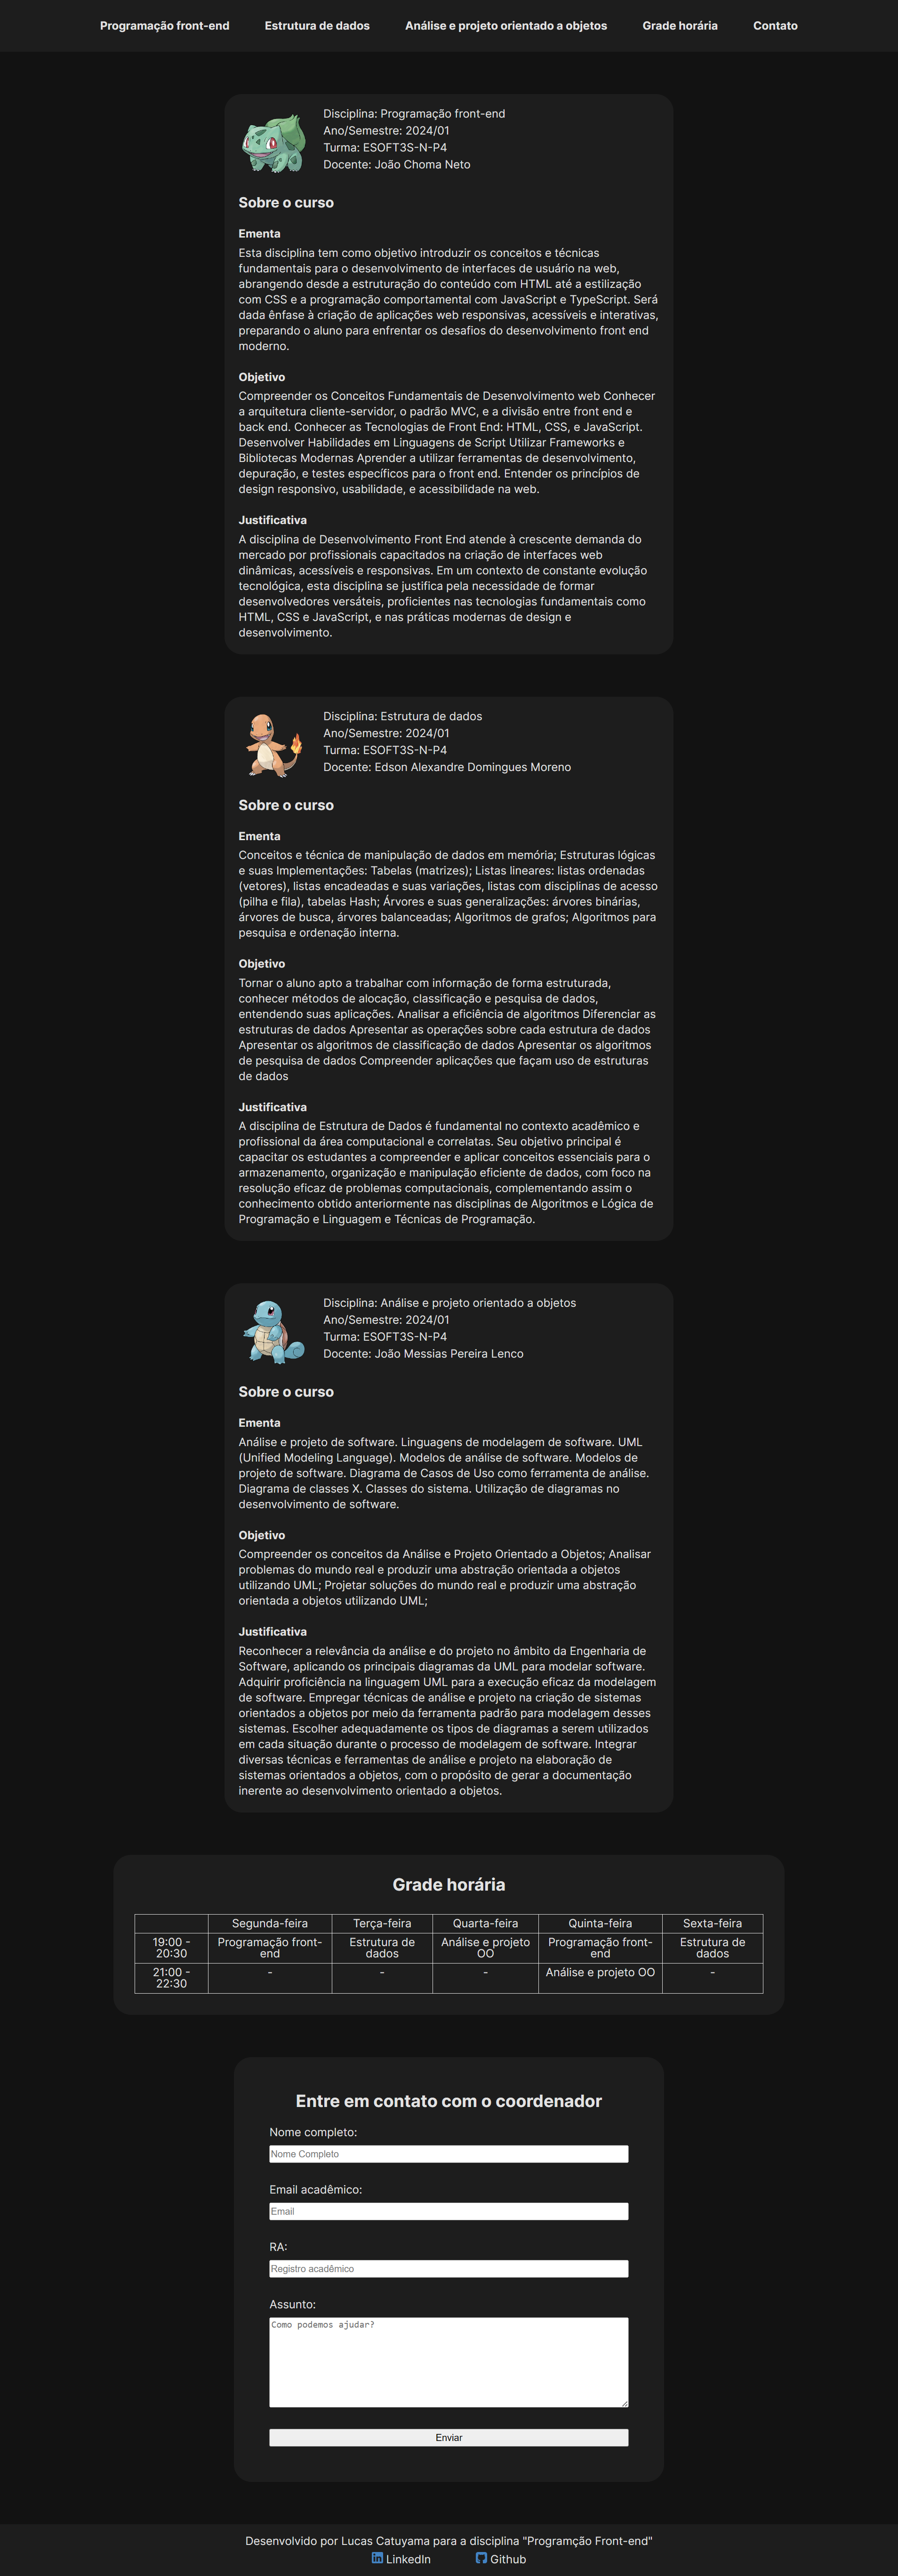 Programação front-end Estrutura de dados Análise e projeto orientado a objetos Grade horária Contato
Disciplina: Programação front-end
Ano/Semestre: 2024/01
Turma: ESOFT3S-N-P4
Docente: João Choma Neto
Sobre o curso
Ementa
Esta disciplina tem como objetivo introduzir os conceitos e técnicas
fundamentais para o desenvolvimento de interfaces de usuário na web,
abrangendo desde a estruturação do conteúdo com HTML até a estilização
com CSS e a programação comportamental com JavaScript e TypeScript. Será
dada ênfase à criação de aplicações web responsivas, acessíveis e interativas,
preparando o aluno para enfrentar os desafios do desenvolvimento front end
moderno.
Objetivo
Compreender os Conceitos Fundamentais de Desenvolvimento web Conhecer
a arquitetura cliente-servidor, o padrão MVC, e a divisão entre front end e
back end. Conhecer as Tecnologias de Front End: HTML, CSS, e JavaScript.
Desenvolver Habilidades em Linguagens de Script Utilizar Frameworks e
Bibliotecas Modernas Aprender a utilizar ferramentas de desenvolvimento,
depuração, e testes específicos para o front end. Entender os princípios de
design responsivo, usabilidade, e acessibilidade na web.
Justificativa
A disciplina de Desenvolvimento Front End atende à crescente demanda do
mercado por profissionais capacitados na criação de interfaces web
dinâmicas, acessíveis e responsivas. Em um contexto de constante evolução
tecnológica, esta disciplina se justifica pela necessidade de formar
desenvolvedores versáteis, proficientes nas tecnologias fundamentais como
HTML, CSS e JavaScript, e nas práticas modernas de design e
desenvolvimento.
Disciplina: Estrutura de dados
Ano/Semestre: 2024/01
Turma: ESOFT3S-N-P4
Docente: Edson Alexandre Domingues Moreno
Sobre o curso
Ementa
Conceitos e técnica de manipulação de dados em memória; Estruturas lógicas
e suas Implementações: Tabelas (matrizes); Listas lineares: listas ordenadas
(vetores), listas encadeadas e suas variações, listas com disciplinas de acesso
(pilha e fila), tabelas Hash; Árvores e suas generalizações: árvores binárias,
árvores de busca, árvores balanceadas; Algoritmos de grafos; Algoritmos para
pesquisa e ordenação interna.
Objetivo
Tornar o aluno apto a trabalhar com informação de forma estruturada,
conhecer métodos de alocação, classificação e pesquisa de dados,
entendendo suas aplicações. Analisar a eficiência de algoritmos Diferenciar as
estruturas de dados Apresentar as operações sobre cada estrutura de dados
Apresentar os algoritmos de classificação de dados Apresentar os algoritmos
de pesquisa de dados Compreender aplicações que façam uso de estruturas
de dados
Justificativa
A disciplina de Estrutura de Dados é fundamental no contexto acadêmico e
profissional da área computacional e correlatas. Seu objetivo principal é
capacitar os estudantes a compreender e aplicar conceitos essenciais para o
armazenamento, organização e manipulação eficiente de dados, com foco na
resolução eficaz de problemas computacionais, complementando assim o
conhecimento obtido anteriormente nas disciplinas de Algoritmos e Lógica de
Programação e Linguagem e Técnicas de Programação.
Disciplina: Análise e projeto orientado a objetos
Ano/Semestre: 2024/01
Turma: ESOFT3S-N-P4
Docente: João Messias Pereira Lenco
Sobre o curso
Ementa
Análise e projeto de software. Linguagens de modelagem de software. UML
(Unified Modeling Language). Modelos de análise de software. Modelos de
projeto de software. Diagrama de Casos de Uso como ferramenta de análise.
Diagrama de classes X. Classes do sistema. Utilização de diagramas no
desenvolvimento de software.
Objetivo
Compreender os conceitos da Análise e Projeto Orientado a Objetos; Analisar
problemas do mundo real e produzir uma abstração orientada a objetos
utilizando UML; Projetar soluções do mundo real e produzir uma abstração
orientada a objetos utilizando UML;
Justificativa
Reconhecer a relevância da análise e do projeto no âmbito da Engenharia de
Software, aplicando os principais diagramas da UML para modelar software.
Adquirir proficiência na linguagem UML para a execução eficaz da modelagem
de software. Empregar técnicas de análise e projeto na criação de sistemas
orientados a objetos por meio da ferramenta padrão para modelagem desses
sistemas. Escolher adequadamente os tipos de diagramas a serem utilizados
em cada situação durante o processo de modelagem de software. Integrar
diversas técnicas e ferramentas de análise e projeto na elaboração de
sistemas orientados a objetos, com o propósito de gerar a documentação
inerente ao desenvolvimento orientado a objetos.
Grade horária
Segunda-feira Terça-feira Quarta-feira Quinta-feira Sexta-feira
19:00 - 20:30 Programação front-end Estrutura de dados Análise e projeto OO Programação front-end Estrutura de dados
21:00 - 22:30 - - - Análise e projeto OO -
Entre em contato com o coordenador
Nome completo:
Nome Completo
Email acadêmico:
Email
RA:
Registro acadêmico
Assunto:
Como podemos ajudar?
Enviar
Desenvolvido por Lucas Catuyama para a disciplina "Programção Front-end"
LinkedIn Github